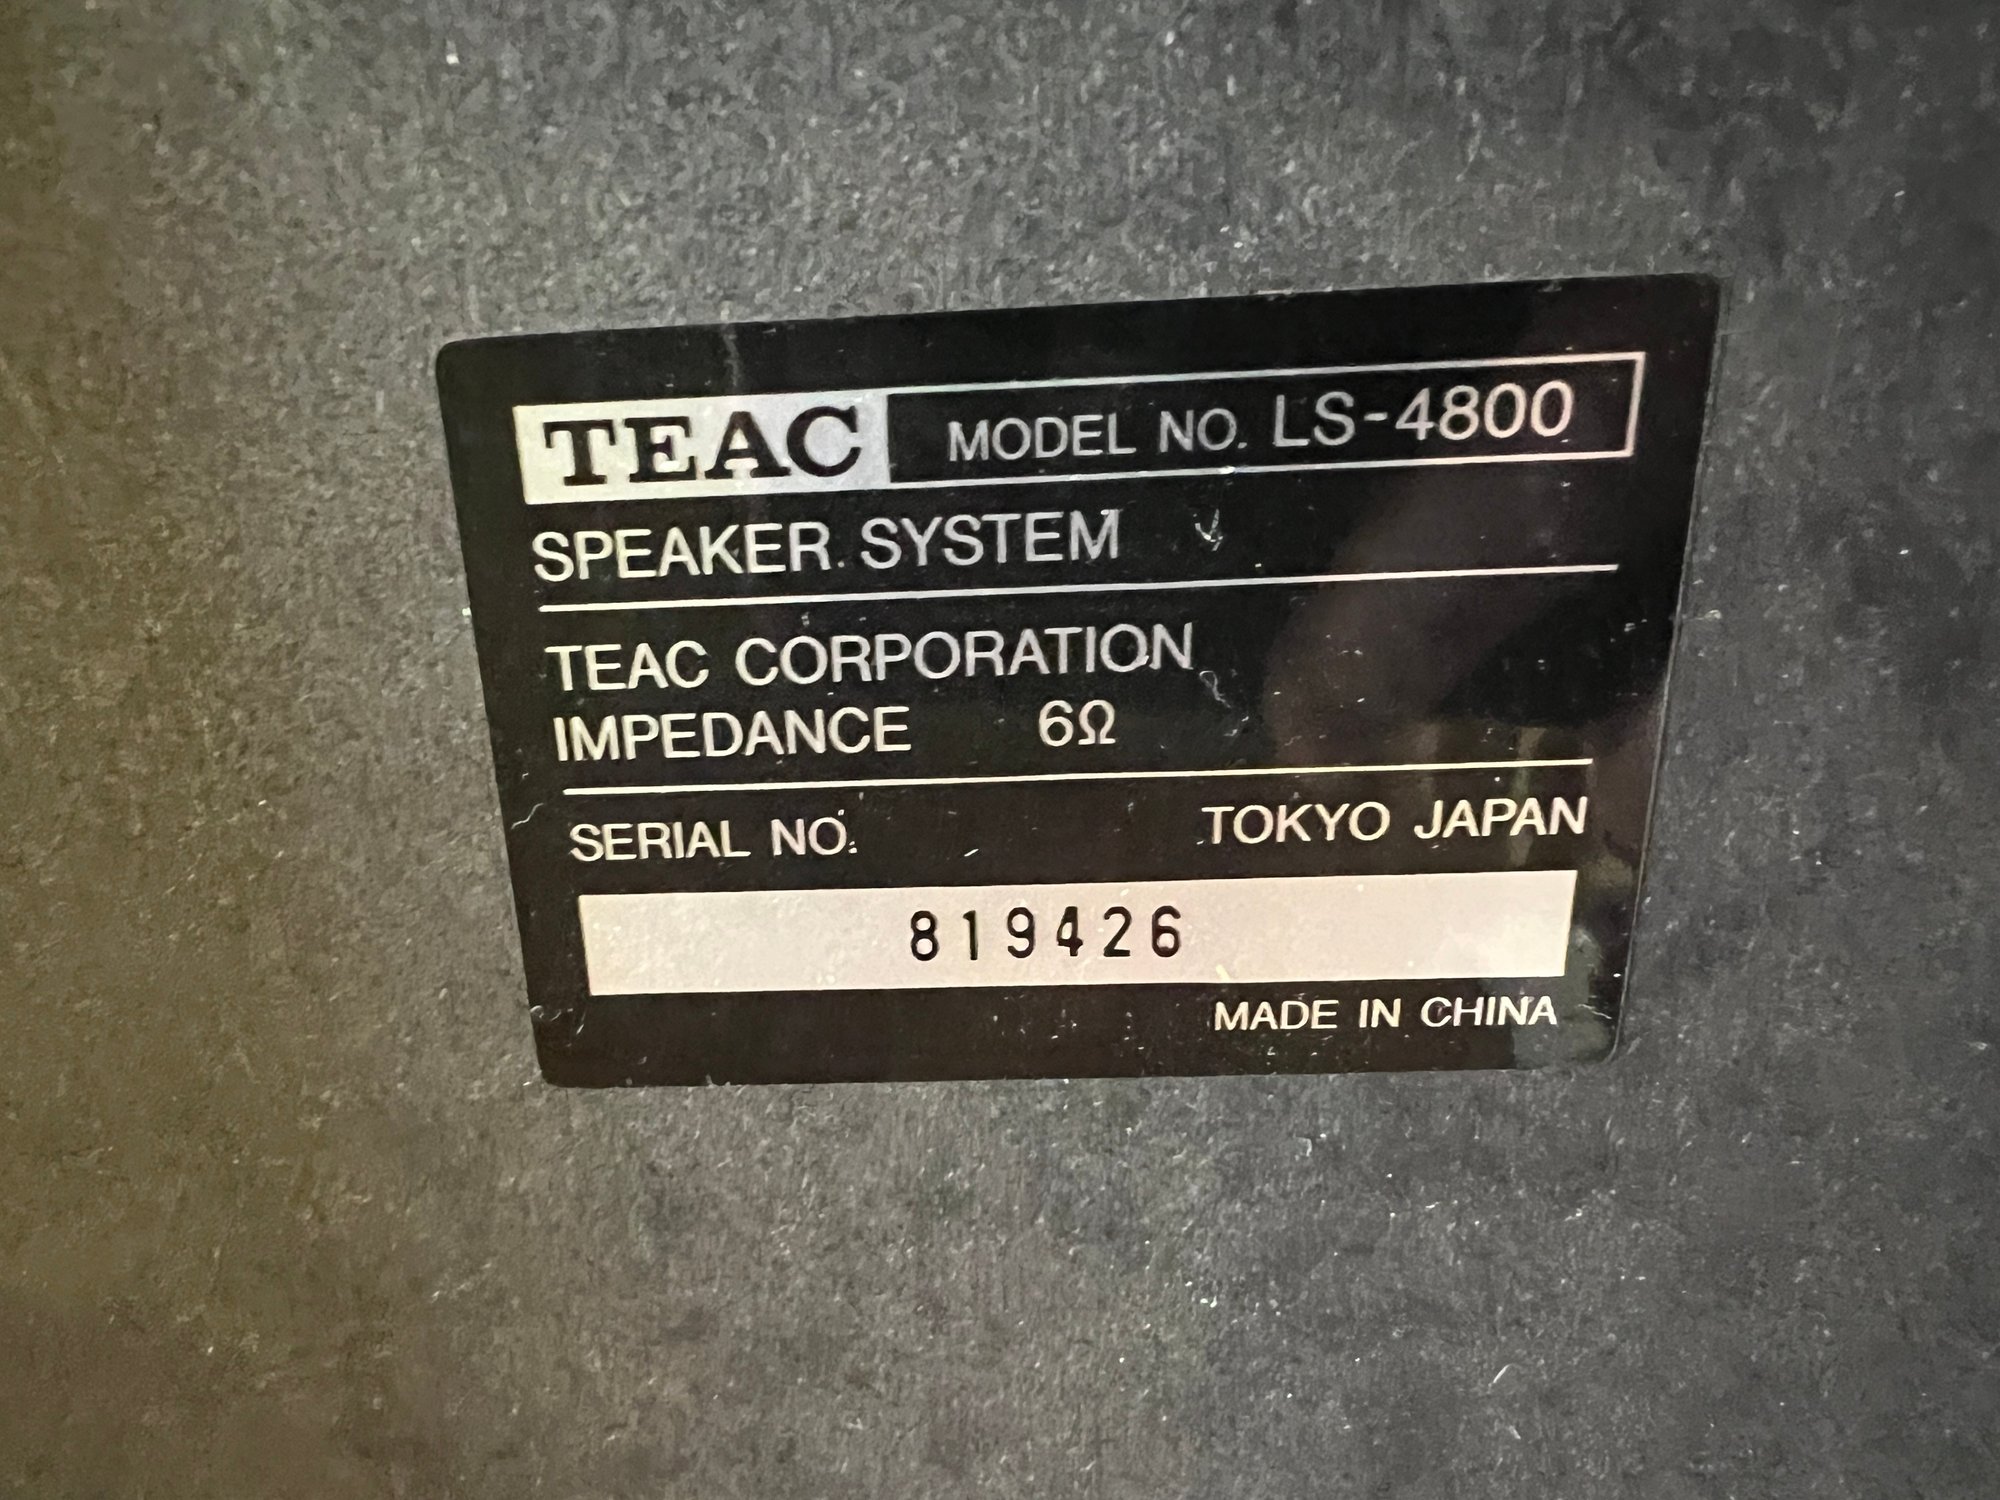 TEAC MODEL NO. LS-4800
SPEAKER SYSTEM
TEAC CORPORATION
IMPEDANCE 6Ω
SERIAL NO. TOKYO JAPAN
819426
MADE IN CHINA